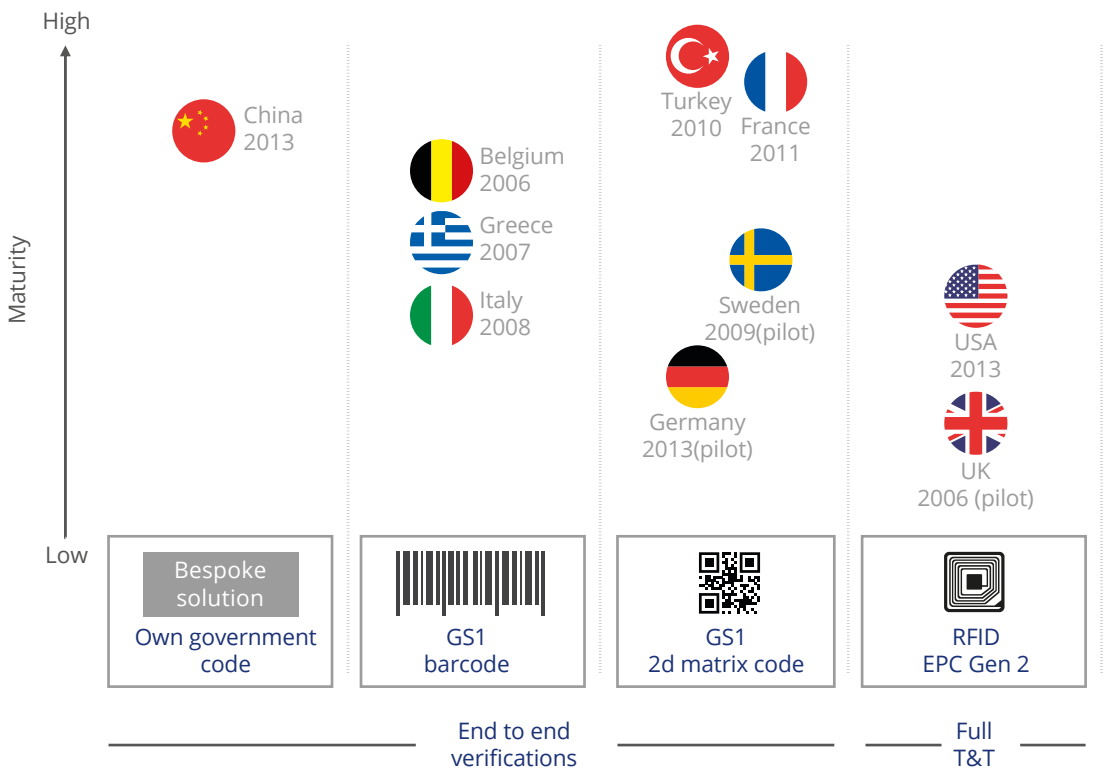 High
China
2013
Belgium
2006
Greece
2007
Italy
2008
Turkey
2010
France
2011
Sweden
2009(pilot)
Germany
2013(pilot)
USA
2013
UK
2006 (pilot)
Maturity
Low
Bespoke
solution
Own government
code
GS1
barcode
GS1
2d matrix code
RFID
EPC Gen 2
End to end
verifications
Full
T&T